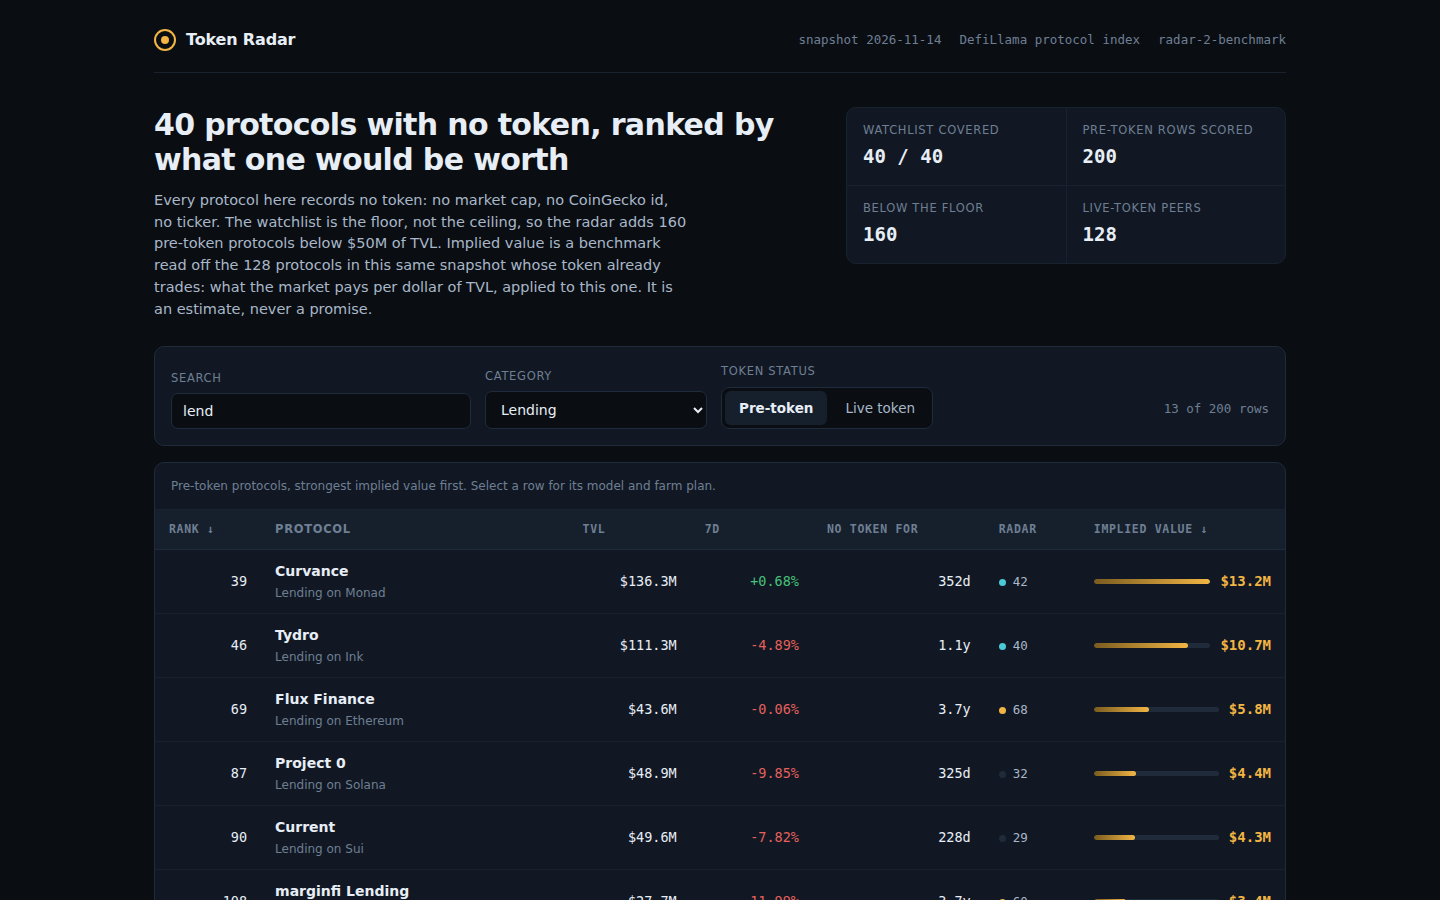 Token Radar
snapshot 2026-11-14 DefiLlama protocol index radar-2-benchmark
40 protocols with no token, ranked by
what one would be worth
Every protocol here records no token: no market cap, no CoinGecko id,
no ticker. The watchlist is the floor, not the ceiling, so the radar adds 160
pre-token protocols below $50M of TVL. Implied value is a benchmark
read off the 128 protocols in this same snapshot whose token already
trades: what the market pays per dollar of TVL, applied to this one. It is
an estimate, never a promise.
WATCHLIST COVERED
40 / 40
PRE-TOKEN ROWS SCORED
200
BELOW THE FLOOR
160
LIVE-TOKEN PEERS
128
SEARCH
lend
CATEGORY
Lending
TOKEN STATUS
Pre-token Live token
13 of 200 rows
Pre-token protocols, strongest implied value first. Select a row for its model and farm plan.
RANK ↓ PROTOCOL TVL 7D NO TOKEN FOR RADAR IMPLIED VALUE ↓
39 Curvance $136.3M +0.68% 352d 42 $13.2M
Lending on Monad
46 Tydro $111.3M -4.89% 1.1y 40 $10.7M
Lending on Ink
69 Flux Finance $43.6M -0.06% 3.7y 68 $5.8M
Lending on Ethereum
87 Project 0 $48.9M -9.85% 325d 32 $4.4M
Lending on Solana
90 Current $49.6M -7.82% 228d 29 $4.3M
Lending on Sui
marginfi Lending